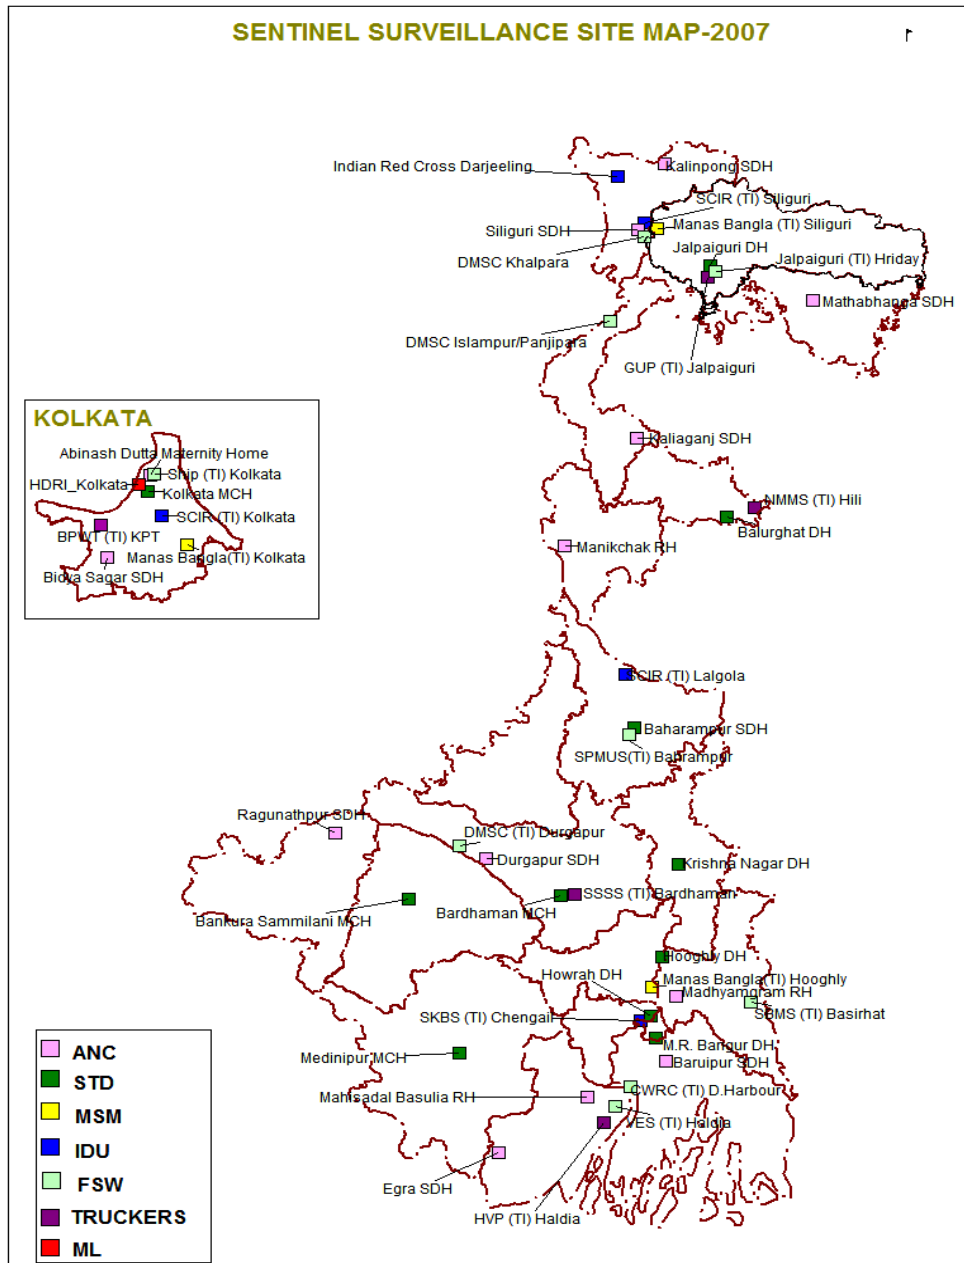 SENTINEL SURVEILLANCE SITE MAP-2007
Indian Red Cross Darjeeling
Kalinpong SDH
SCIR (TI) Siliguri
Siliguri SDH
Manas Bangla (TI) Siliguri
DMSC Khalpara
Jalpaiguri DH
Jalpaiguri (TI) Hriday
Mathabhanga SDH
DMSC Islampur/Panjipara
GUP (TI) Jalpaiguri
KOLKATA
Abinash Dutta Maternity Home
Ship (TI) Kolkata
HDRI_Kolkata
Kolkata MCH
SCIR (TI) Kolkata
BPWT (TI) KPT
Manas Bangla(TI) Kolkata
Bidya Sagar SDH
Kaliaganj SDH
NMMS (TI) Hili
Balurghat DH
Manikchak RH
SCIR (TI) Lalgola
Baharampur SDH
SPMUS(TI) Bahrampur
Ragunathpur SDH
DMSC (TI) Durgapur
Durgapur SDH
Krishna Nagar DH
SSSS (TI) Bardhaman
Bardhaman MCH
Bankura Sammilani MCH
Hooghly DH
Howrah DH
Manas Bangla(TI) Hooghly
Madhyamgram RH
SBMS (TI) Basirhat
SKBS (TI) Chengail
M.R. Bangur DH
Medinipur MCH
Baruipur SDH
Mahisadal Basulia RH
CWRC (TI) D.Harbour
VES (TI) Haldia
Egra SDH
HVP (TI) Haldia
ANC
STD
MSM
IDU
FSW
TRUCKERS
ML